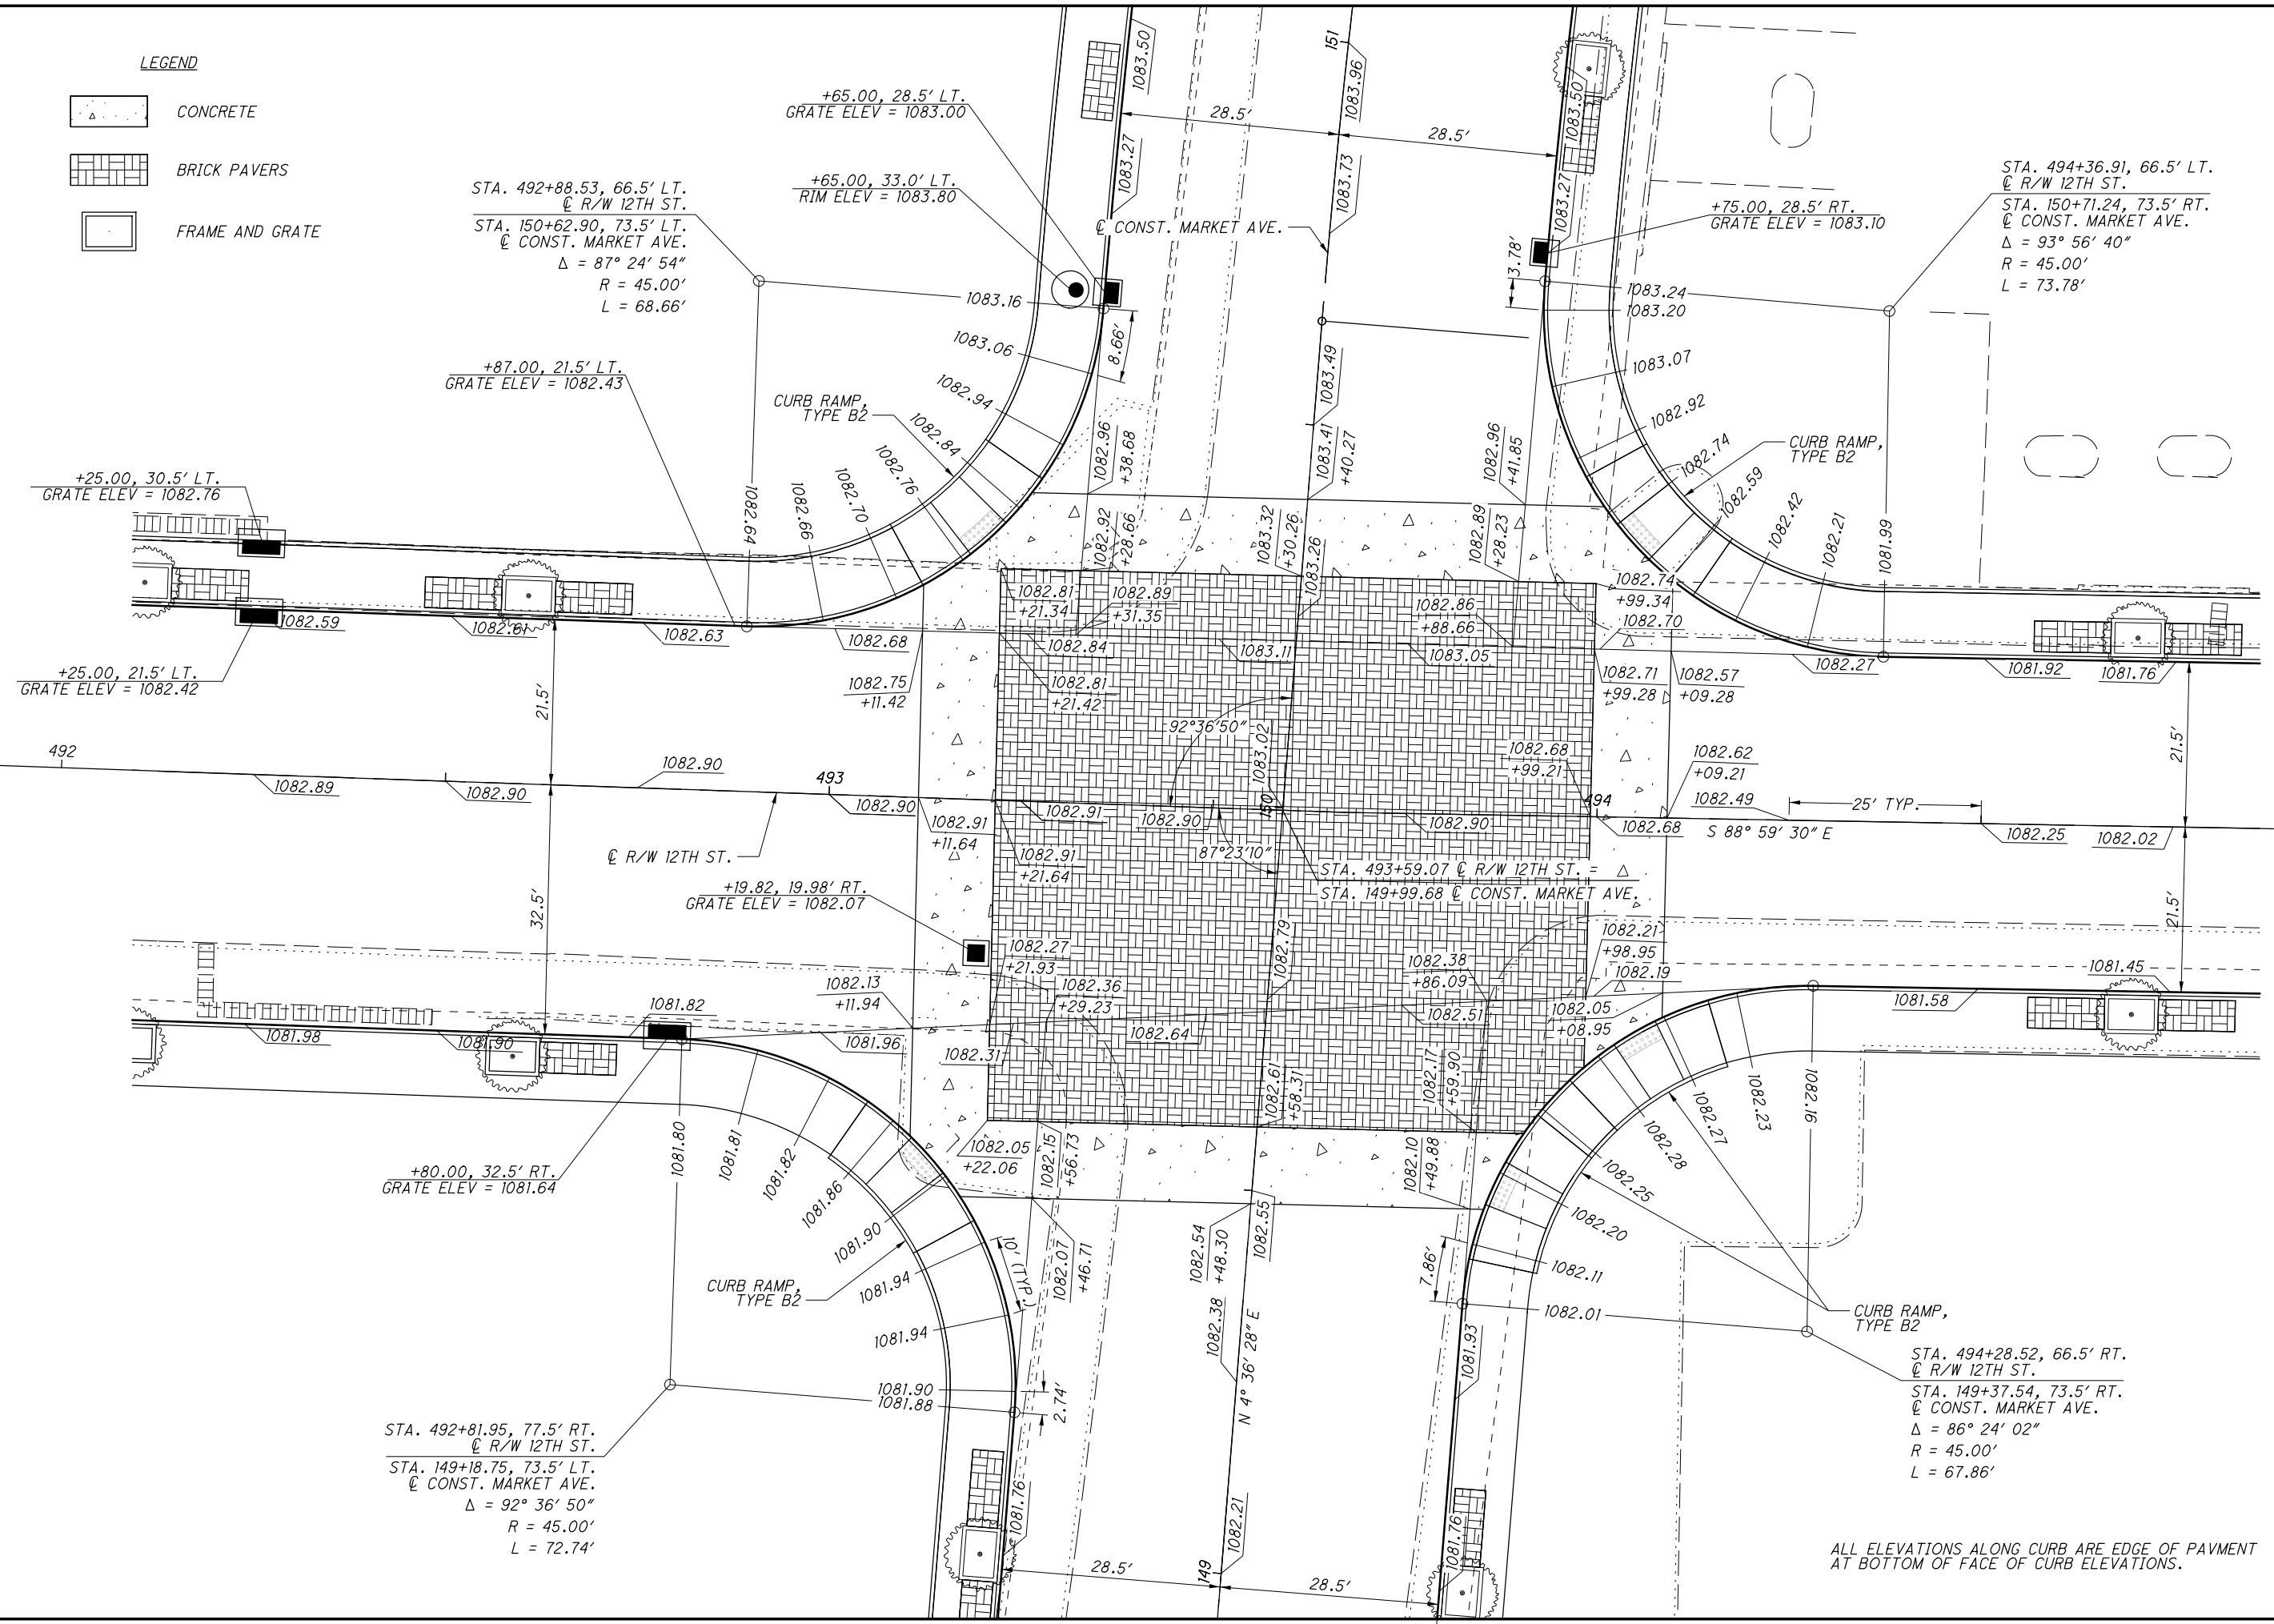 LEGEND
CONCRETE
BRICK PAVERS
FRAME AND GRATE
+65.00, 28.5' LT.
GRATE ELEV = 1083.00
+65.00, 33.0' LT.
RIM ELEV = 1083.80
STA. 492+88.53, 66.5' LT.
℄ R/W 12TH ST.
STA. 150+62.90, 73.5' LT.
℄ CONST. MARKET AVE.
Δ = 87° 24' 54"
R = 45.00'
L = 68.66'
+87.00, 21.5' LT.
GRATE ELEV = 1082.43
CURB RAMP,
TYPE B2
+25.00, 30.5' LT.
GRATE ELEV = 1082.76
+25.00, 21.5' LT.
GRATE ELEV = 1082.42
1083.50
1083.27
28.5'
28.5'
151
1083.96
1083.73
℄ CONST. MARKET AVE.
1083.50
1083.27
+75.00, 28.5' RT.
GRATE ELEV = 1083.10
STA. 494+36.91, 66.5' LT.
℄ R/W 12TH ST.
STA. 150+71.24, 73.5' RT.
℄ CONST. MARKET AVE.
Δ = 93° 56' 40"
R = 45.00'
L = 73.78'
3.78'
1083.24
1083.20
1083.07
1082.92
1082.74
1082.59
1082.42
1082.21
1081.99
CURB RAMP,
TYPE B2
1083.16
8.66'
1083.06
1082.94
1082.84
1082.76
1082.70
1082.66
1082.64
1083.49
1082.96
+38.68
1083.41
+40.27
1082.96
+41.85
1082.92
+28.66
1083.32
+30.26
1083.26
1082.89
+28.23
1082.59
1082.61
1082.63
1082.68
1082.75
+11.42
1082.81
+21.34
1082.89
+31.35
1082.84
1082.81
+21.42
1083.11
1082.86
+88.66
1083.05
1082.74
+99.34
1082.70
1082.71
+99.28
1082.57
+09.28
1082.27
1081.92
1081.76
21.5'
92°36'50"
1083.02
1082.68
+99.21
1082.62
+09.21
21.5'
492
1082.89
1082.90
1082.90
493
1082.90
1082.91
+11.64
1082.91
1082.90
150
1082.90
494
1082.68
1082.49
25' TYP.
S 88° 59' 30" E
1082.25
1082.02
℄ R/W 12TH ST.
1082.91
+21.64
87°23'10"
STA. 493+59.07 ℄ R/W 12TH ST. =
STA. 149+99.68 ℄ CONST. MARKET AVE.
+19.82, 19.98' RT.
GRATE ELEV = 1082.07
32.5'
21.5'
1082.27
+21.93
1082.79
1082.38
+86.09
1082.21
+98.95
1082.19
1082.13
+11.94
1082.36
+29.23
1082.64
1082.51
1082.05
+08.95
1081.45
1081.58
1081.98
1081.90
1081.82
1081.96
1082.31
1082.61
+58.31
1082.17
+59.90
1082.05
+22.06
1082.15
+56.73
1082.10
+49.88
+80.00, 32.5' RT.
GRATE ELEV = 1081.64
1081.80
1081.81
1081.82
1081.86
1081.90
1081.94
1081.94
10' (TYP.)
1081.90
1081.88
2.74'
CURB RAMP,
TYPE B2
1082.07
+46.71
1082.54
+48.30
1082.55
1082.38
N 4° 36' 28" E
1082.16
1082.23
1082.27
1082.28
1082.25
1082.20
1082.11
1082.01
7.86'
1081.93
CURB RAMP,
TYPE B2
STA. 494+28.52, 66.5' RT.
℄ R/W 12TH ST.
STA. 149+37.54, 73.5' RT.
℄ CONST. MARKET AVE.
Δ = 86° 24' 02"
R = 45.00'
L = 67.86'
STA. 492+81.95, 77.5' RT.
℄ R/W 12TH ST.
STA. 149+18.75, 73.5' LT.
℄ CONST. MARKET AVE.
Δ = 92° 36' 50"
R = 45.00'
L = 72.74'
1081.76
28.5'
149
1082.21
28.5'
1081.76
ALL ELEVATIONS ALONG CURB ARE EDGE OF PAVMENT
AT BOTTOM OF FACE OF CURB ELEVATIONS.